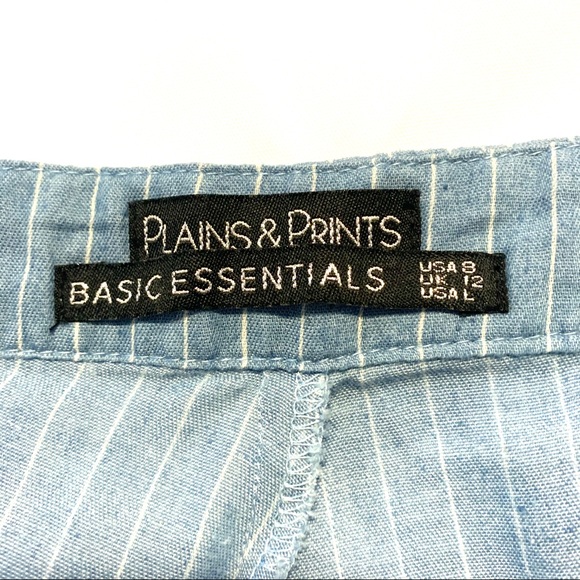 PLAINS & PRINTS
BASIC ESSENTIALS
USA 8
UK 12
USA L